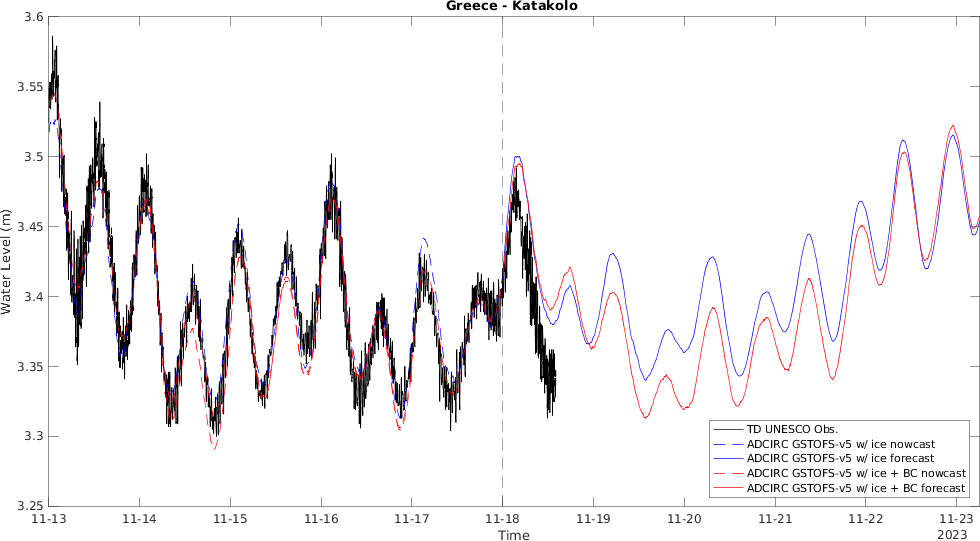 Greece - Katakolo
3.6
3.55
3.5
3.45
3.4
3.35
3.3
3.25
Water Level (m)
11-13 11-14 11-15 11-16 11-17 11-18 11-19 11-20 11-21 11-22 11-23
Time
2023
TD UNESCO Obs.
ADCIRC GSTOFS-v5 w/ ice nowcast
ADCIRC GSTOFS-v5 w/ ice forecast
ADCIRC GSTOFS-v5 w/ ice + BC nowcast
ADCIRC GSTOFS-v5 w/ ice + BC forecast